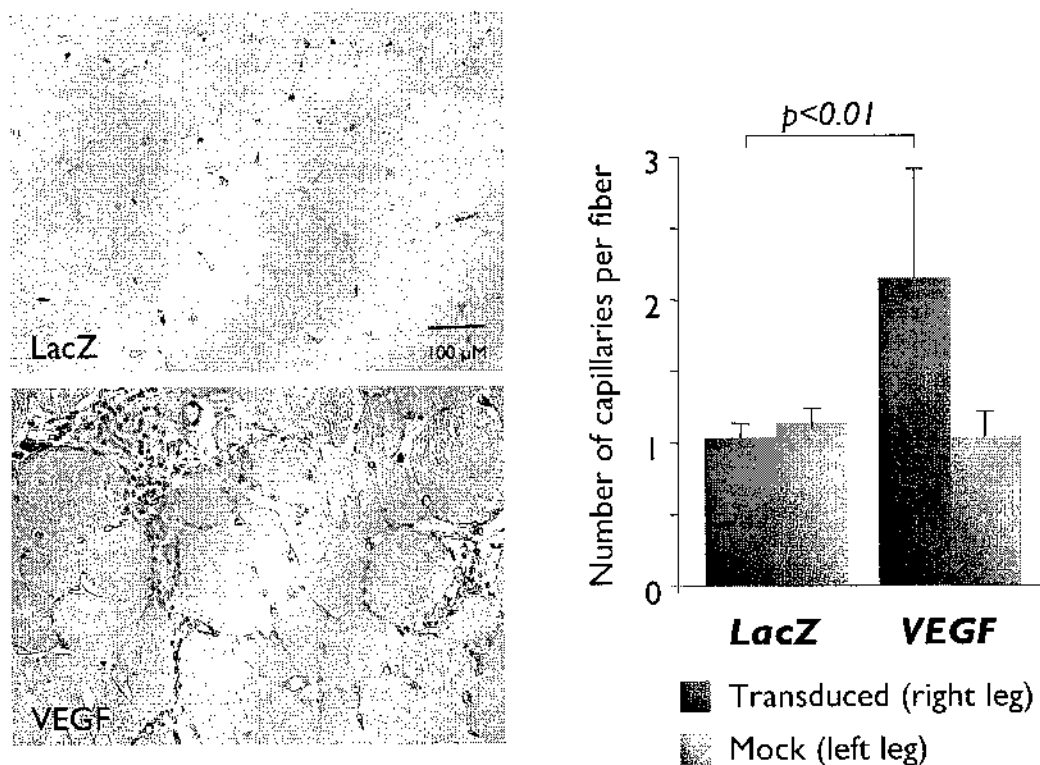 LacZ
100 µM
VEGF
p<0.01
Number of capillaries per fiber
3
2
1
0
LacZ VEGF
Transduced (right leg)
Mock (left leg)